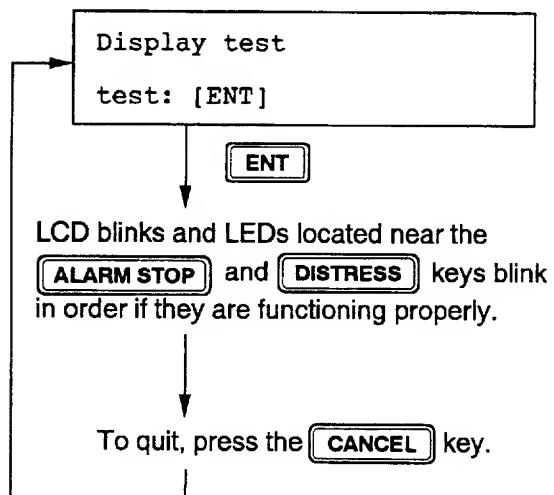 Display test
test: [ENT]
ENT
LCD blinks and LEDs located near the
ALARM STOP and DISTRESS keys blink
in order if they are functioning properly.
To quit, press the CANCEL key.